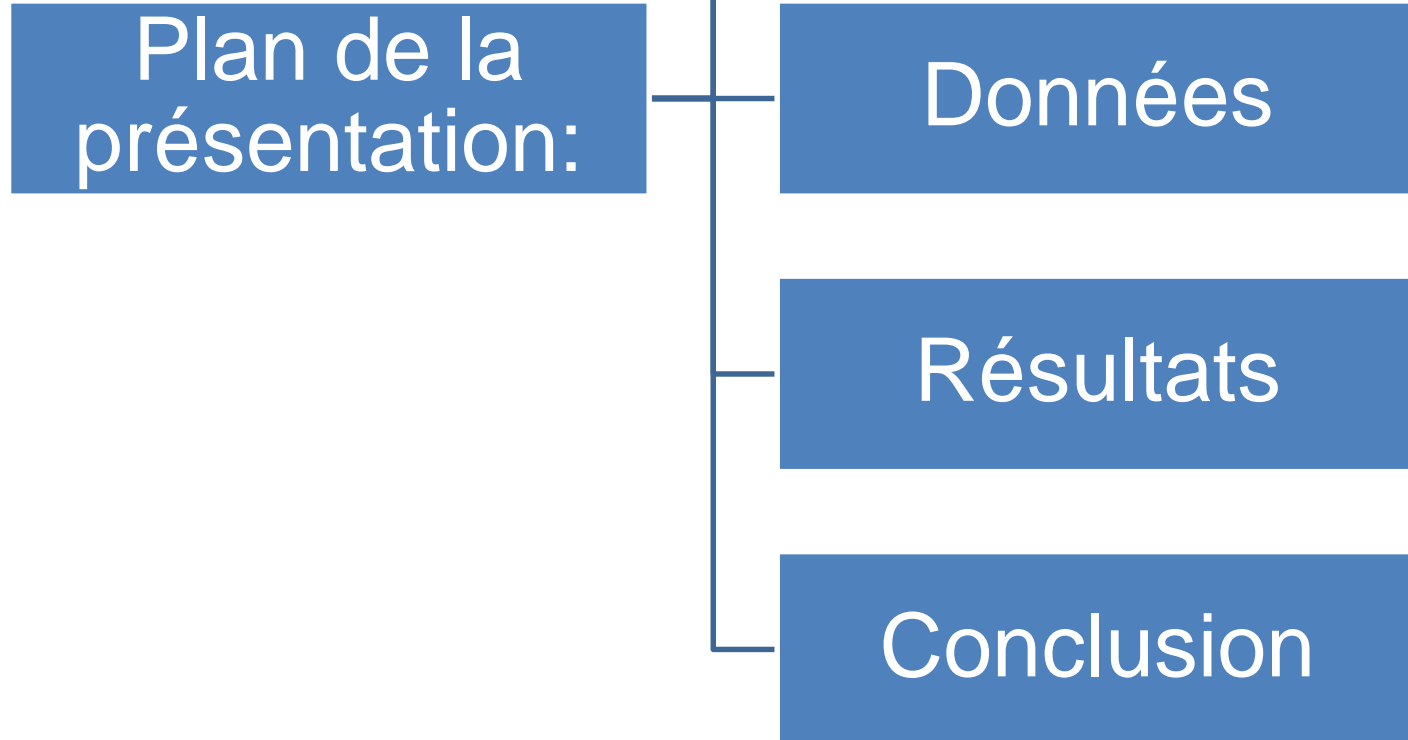 Plan de la
présentation:
Données
Résultats
Conclusion